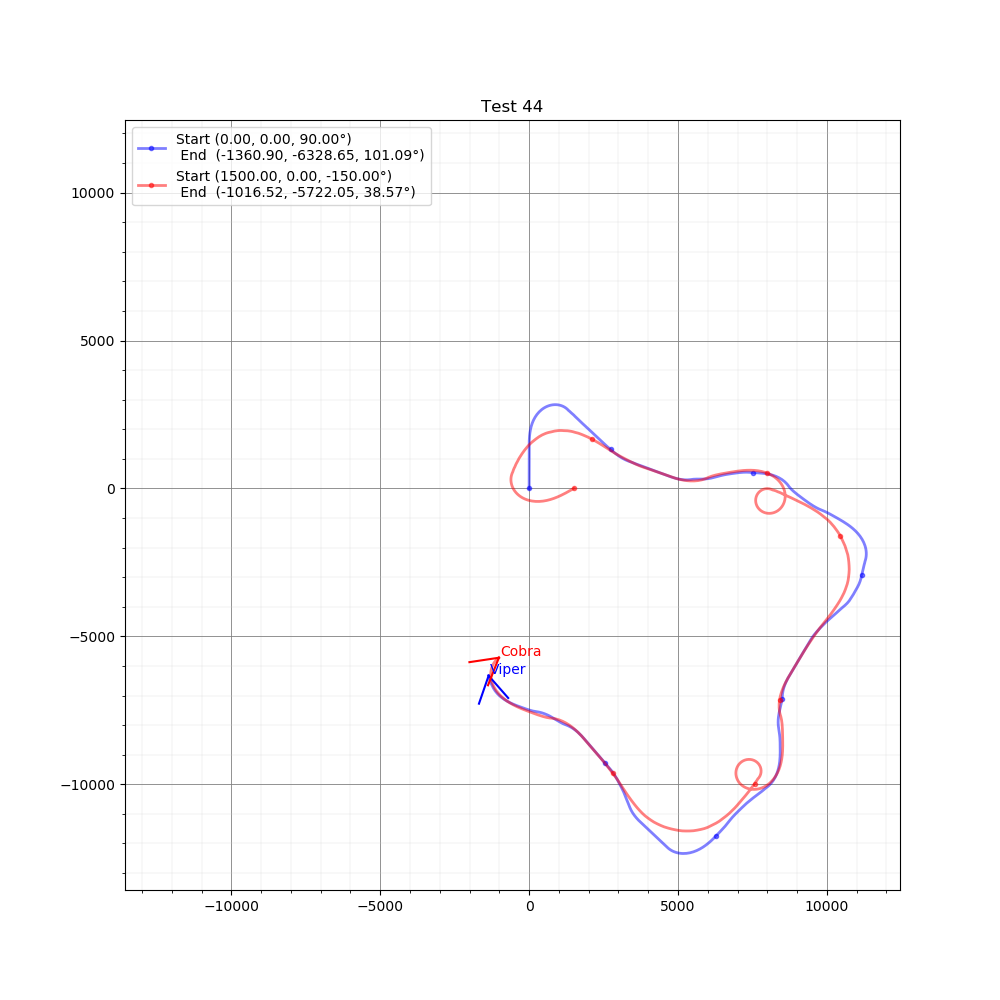 Test 44
Start (0.00, 0.00, 90.00°)
End (-1360.90, -6328.65, 101.09°)
Start (1500.00, 0.00, -150.00°)
End (-1016.52, -5722.05, 38.57°)
10000
5000
0
−5000
−10000
Cobra
Viper
−10000
−5000
0
5000
10000